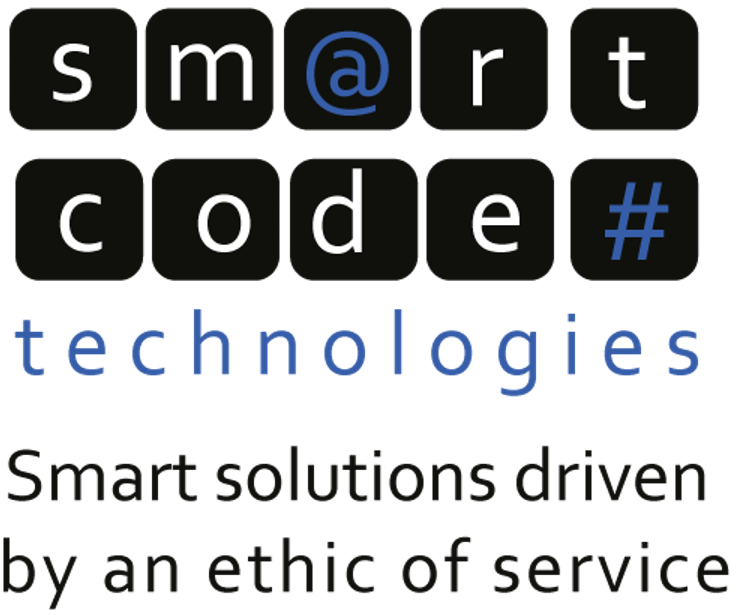 sm@rt
code#
technologies
Smart solutions driven
by an ethic of service